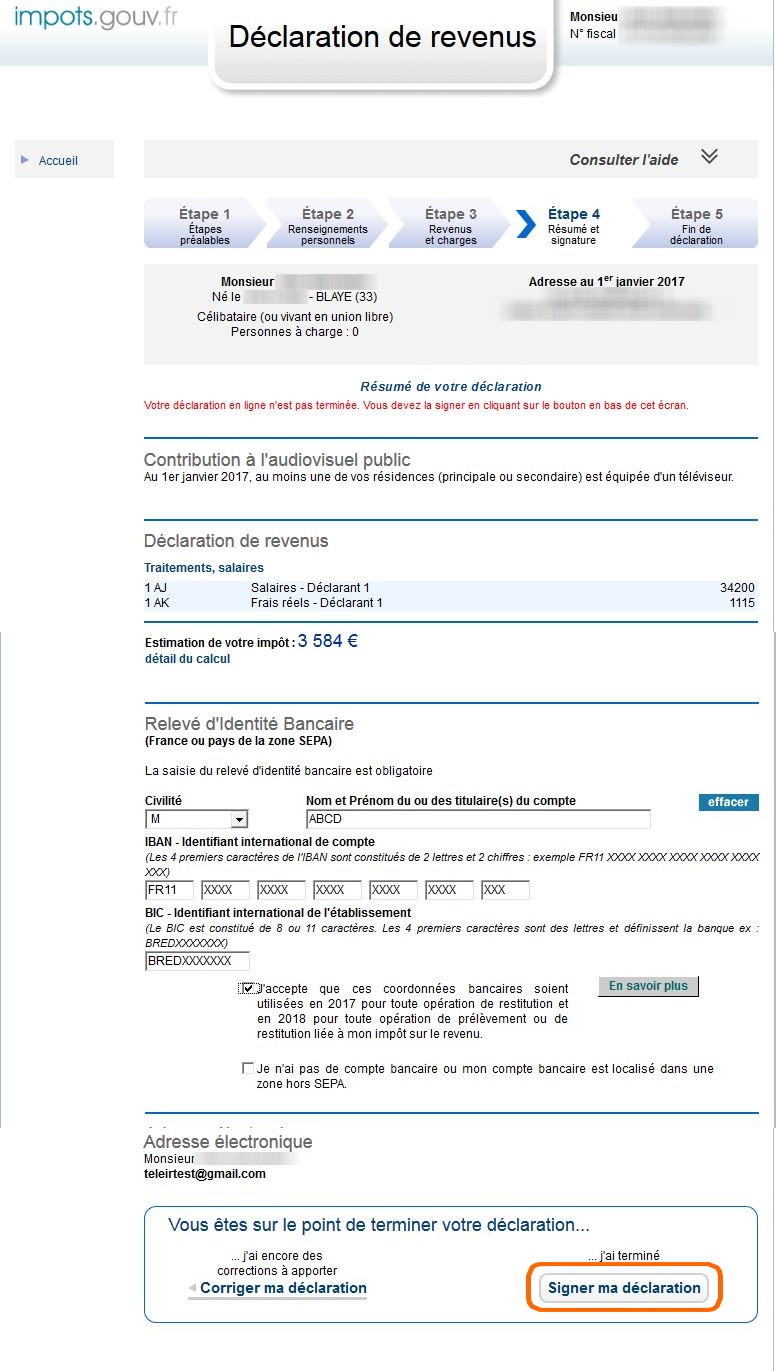 impots.gouv.fr
Déclaration de revenus
Monsieu
N° fiscal
Accueil
Consulter l'aide
Étape 1
Étapes
préalables
Étape 2
Renseignements
personnels
Étape 3
Revenus
et charges
Étape 4
Résumé et
signature
Étape 5
Fin de
déclaration
Monsieur
Né le - BLAYE (33)
Célibataire (ou vivant en union libre)
Personnes à charge : 0
Adresse au 1er janvier 2017
Résumé de votre déclaration
Votre déclaration en ligne n'est pas terminée. Vous devez la signer en cliquant sur le bouton en bas de cet écran.
Contribution à l'audiovisuel public
Au 1er janvier 2017, au moins une de vos résidences (principale ou secondaire) est équipée d'un téléviseur.
Déclaration de revenus
Traitements, salaires
1 AJ Salaires - Déclarant 1 34200
1 AK Frais réels - Déclarant 1 1115
Estimation de votre impôt : 3 584 €
détail du calcul
Relevé d'Identité Bancaire
(France ou pays de la zone SEPA)
La saisie du relevé d'identité bancaire est obligatoire
Civilité
Nom et Prénom du ou des titulaire(s) du compte
effacer
M
ABCD
IBAN - Identifiant international de compte
(Les 4 premiers caractères de l'IBAN sont constitués de 2 lettres et 2 chiffres : exemple FR11 XXXX XXXX XXXX XXXX XXXX
XXX)
FR11 XXXX XXXX XXXX XXXX XXXX XXX
BIC - Identifiant international de l'établissement
(Le BIC est constitué de 8 ou 11 caractères. Les 4 premiers caractères sont des lettres et définissent la banque ex :
BREDXXXXXXX)
BREDXXXXXXX
J'accepte que ces coordonnées bancaires soient
utilisées en 2017 pour toute opération de restitution et
en 2018 pour toute opération de prélèvement ou de
restitution liée à mon impôt sur le revenu.
En savoir plus
Je n'ai pas de compte bancaire ou mon compte bancaire est localisé dans une
zone hors SEPA.
Adresse électronique
Monsieur
teleirtest@gmail.com
Vous êtes sur le point de terminer votre déclaration...
... j'ai encore des
corrections à apporter
Corriger ma déclaration
... j'ai terminé
Signer ma déclaration